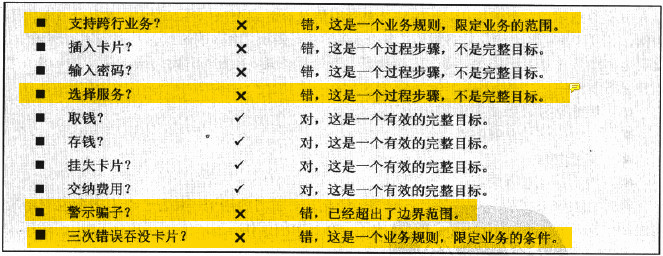 ■ 支持跨行业务? ✕ 错，这是一个业务规则，限定业务的范围。
■ 插入卡片? ✕ 错，这是一个过程步骤，不是完整目标。
■ 输入密码? ✕ 错，这是一个过程步骤，不是完整目标。
■ 选择服务? ✕ 错，这是一个过程步骤，不是完整目标。
■ 取钱? ✓ 对，这是一个有效的完整目标。
■ 存钱? ✓ 对，这是一个有效的完整目标。
■ 挂失卡片? ✓ 对，这是一个有效的完整目标。
■ 交纳费用? ✓ 对，这是一个有效的完整目标。
■ 警示骗子? ✕ 错，已经超出了边界范围。
■ 三次错误吞没卡片? ✕ 错，这是一个业务规则，限定业务的条件。